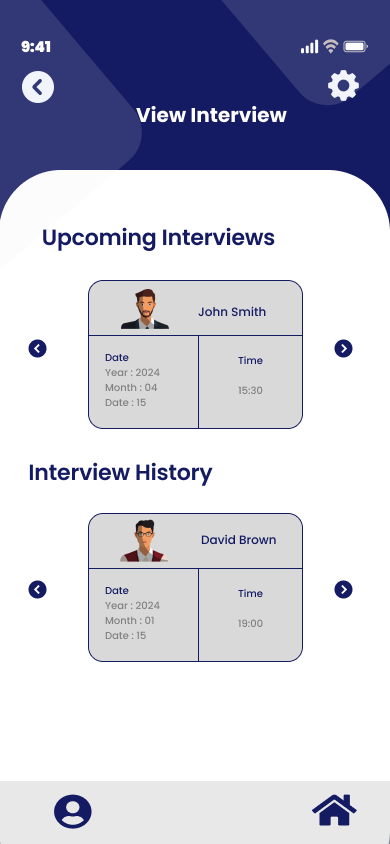 9:41
View Interview
Upcoming Interviews
John Smith
Date
Year : 2024
Month : 04
Date : 15
Time
15:30
Interview History
David Brown
Date
Year : 2024
Month : 01
Date : 15
Time
19:00